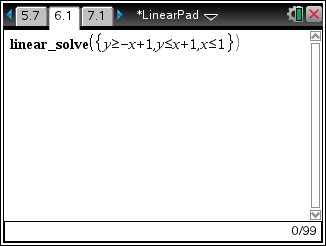 5.7 6.1 7.1 *LinearPad
linear_solve({y≥−x+1,y≤x+1,x≤1})
0/99